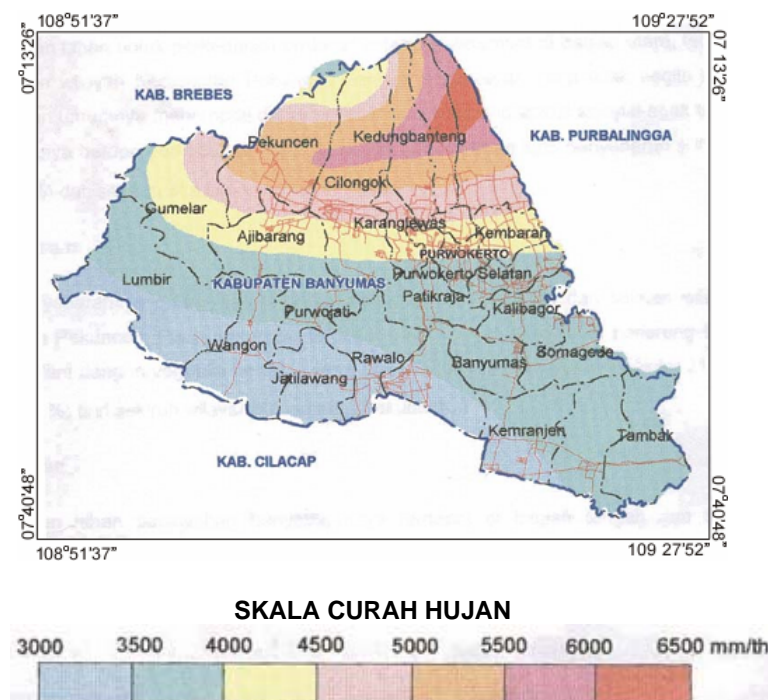 108°51'37" 109°27'52"
07°13'26" 07 13'26"
KAB. BREBES
KAB. PURBALINGGA
Pekuncen Kedungbanteng
Cilongok
Gumelar Karanglewas
Ajibarang Kembaran
PURWOKERTO
Lumbir KABUPATEN BANYUMAS Purwokerto Selatan
Patikraja
Purwojati Kalibagor
Wangon Rawalo Banyumas Somagede
Jatilawang
Kemranjen Tambak
KAB. CILACAP
07°40'48" 07°40'48"
108°51'37" 109 27'52"
SKALA CURAH HUJAN
3000 3500 4000 4500 5000 5500 6000 6500 mm/th